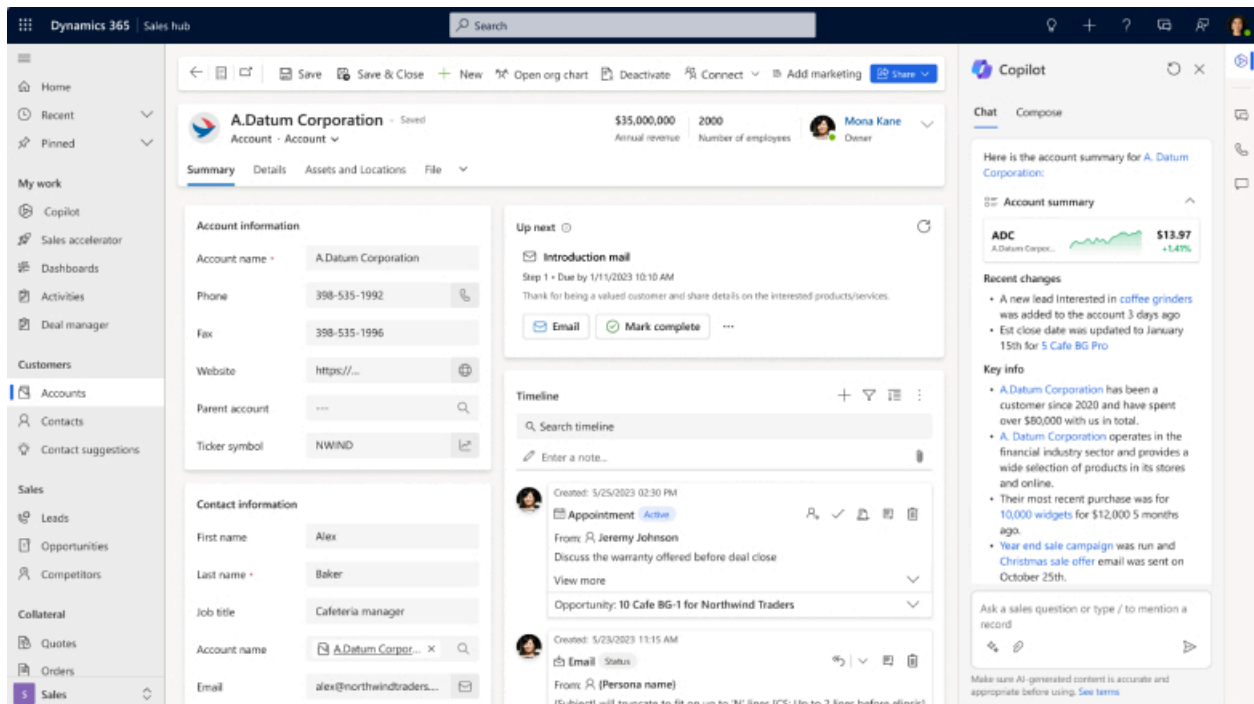 Dynamics 365 Sales hub
Search
Home
Recent
Pinned
My work
Copilot
Sales accelerator
Dashboards
Activities
Deal manager
Customers
Accounts
Contacts
Contact suggestions
Sales
Leads
Opportunities
Competitors
Collateral
Quotes
Orders
S Sales
Save
Save & Close
New
Open org chart
Deactivate
Connect
Add marketing
Share
A.Datum Corporation - Saved
Account · Account
$35,000,000
Annual revenue
2000
Number of employees
Mona Kane
Owner
Summary
Details
Assets and Locations
File
Account information
Account name * A.Datum Corporation
Phone 398-535-1992
Fax 398-535-1996
Website https://...
Parent account ---
Ticker symbol NWIND
Contact information
First name Alex
Last name * Baker
Job title Cafeteria manager
Account name A.Datum Corpor... ×
Email alex@northwindtraders....
Up next
Introduction mail
Step 1 • Due by 1/11/2023 10:10 AM
Thank for being a valued customer and share details on the interested products/services.
Email
Mark complete
Timeline
Search timeline
Enter a note...
Created: 5/25/2023 02:30 PM
Appointment Active
From: Jeremy Johnson
Discuss the warranty offered before deal close
View more
Opportunity: 10 Cafe BG-1 for Northwind Traders
Created: 5/23/2023 11:15 AM
Email Status
From: (Persona name)
[Subject] will truncate to fit on up to 'N' lines [CS: Up to 2 lines before elipsis]
Copilot
Chat
Compose
Here is the account summary for A. Datum
Corporation:
Account summary
ADC $13.97
A.Datum Corpor... +1.41%
Recent changes
• A new lead Interested in coffee grinders
was added to the account 3 days ago
• Est close date was updated to January
15th for 5 Cafe BG Pro
Key info
• A.Datum Corporation has been a
customer since 2020 and have spent
over $80,000 with us in total.
• A. Datum Corporation operates in the
financial industry sector and provides a
wide selection of products in its stores
and online.
• Their most recent purchase was for
10,000 widgets for $12,000 5 months
ago.
• Year end sale campaign was run and
Christmas sale offer email was sent on
October 25th.
Ask a sales question or type / to mention a
record
Make sure AI-generated content is accurate and
appropriate before using. See terms